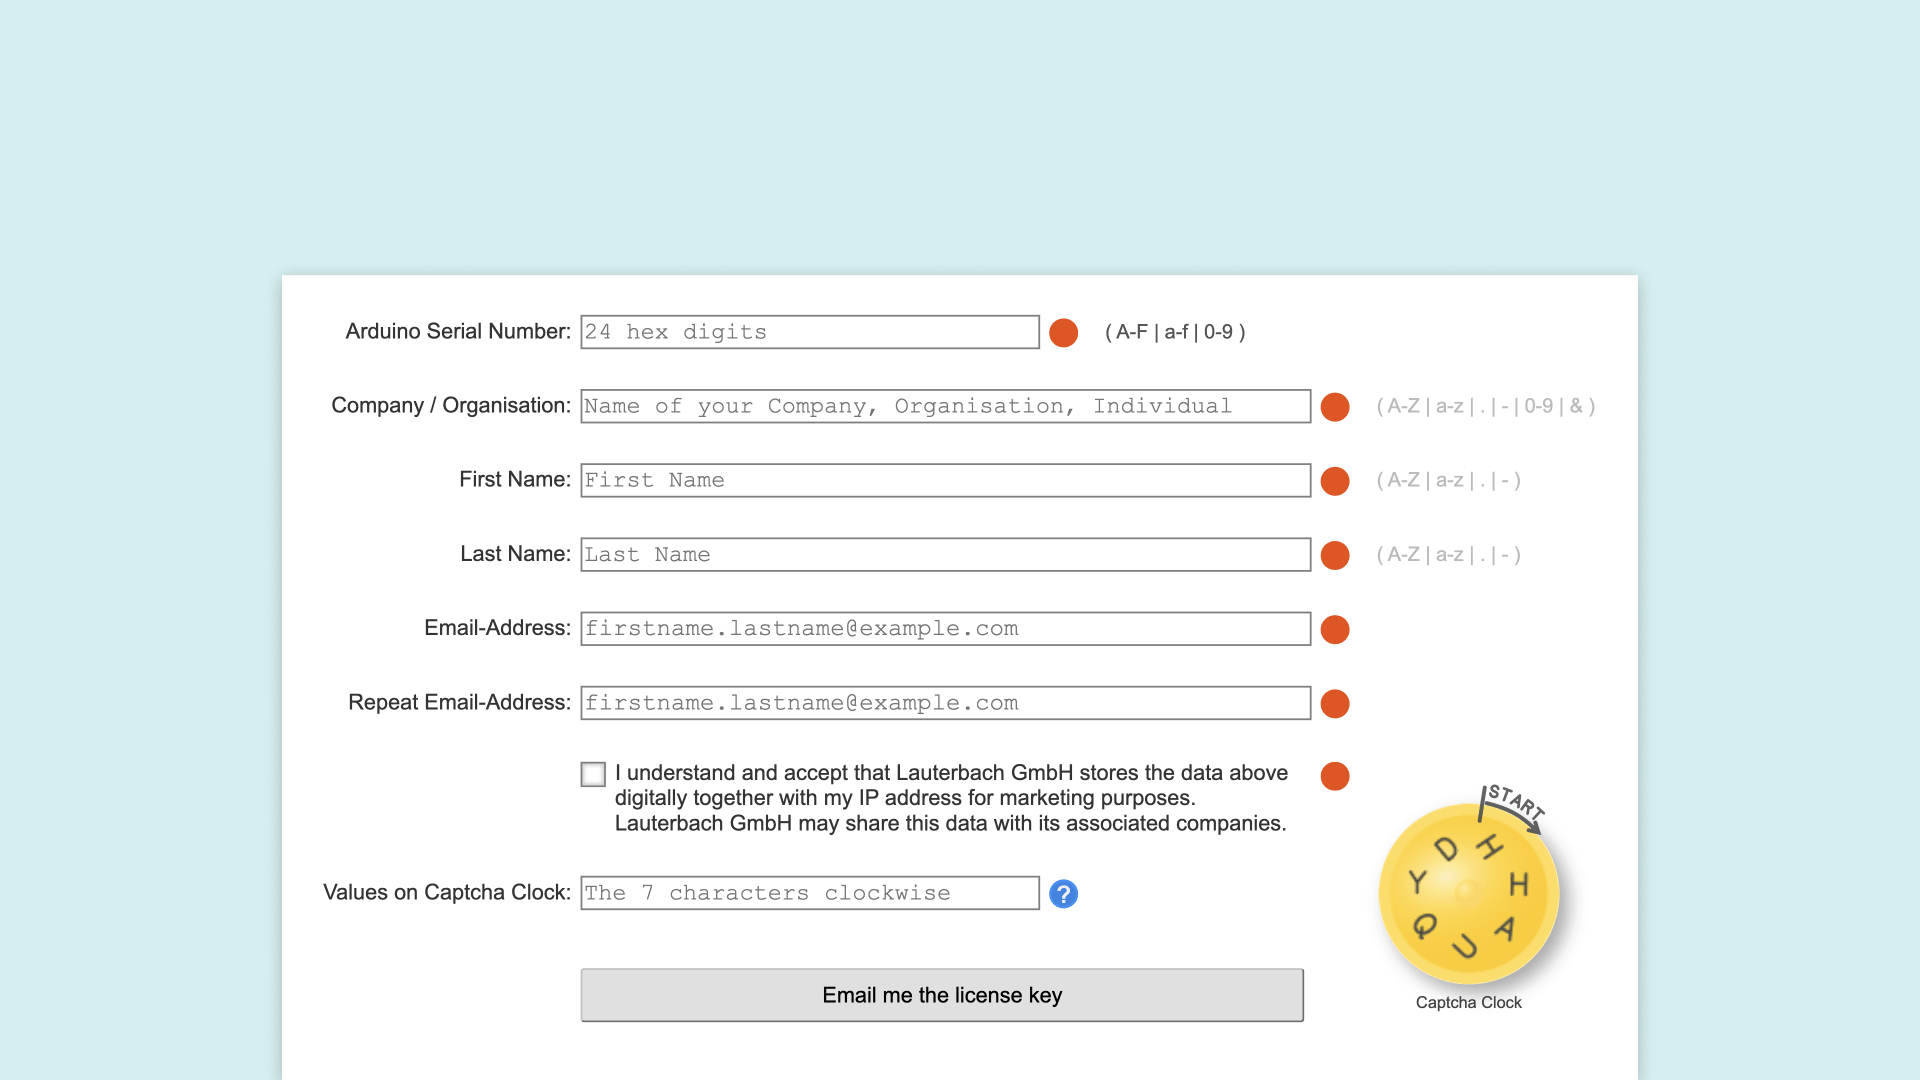 Arduino Serial Number: 24 hex digits ( A-F | a-f | 0-9 )
Company / Organisation: Name of your Company, Organisation, Individual ( A-Z | a-z | . | - | 0-9 | & )
First Name: First Name ( A-Z | a-z | . | - )
Last Name: Last Name ( A-Z | a-z | . | - )
Email-Address: firstname.lastname@example.com
Repeat Email-Address: firstname.lastname@example.com
I understand and accept that Lauterbach GmbH stores the data above
digitally together with my IP address for marketing purposes.
Lauterbach GmbH may share this data with its associated companies.
START
H H A U Q Y D
Values on Captcha Clock: The 7 characters clockwise ?
Email me the license key
Captcha Clock